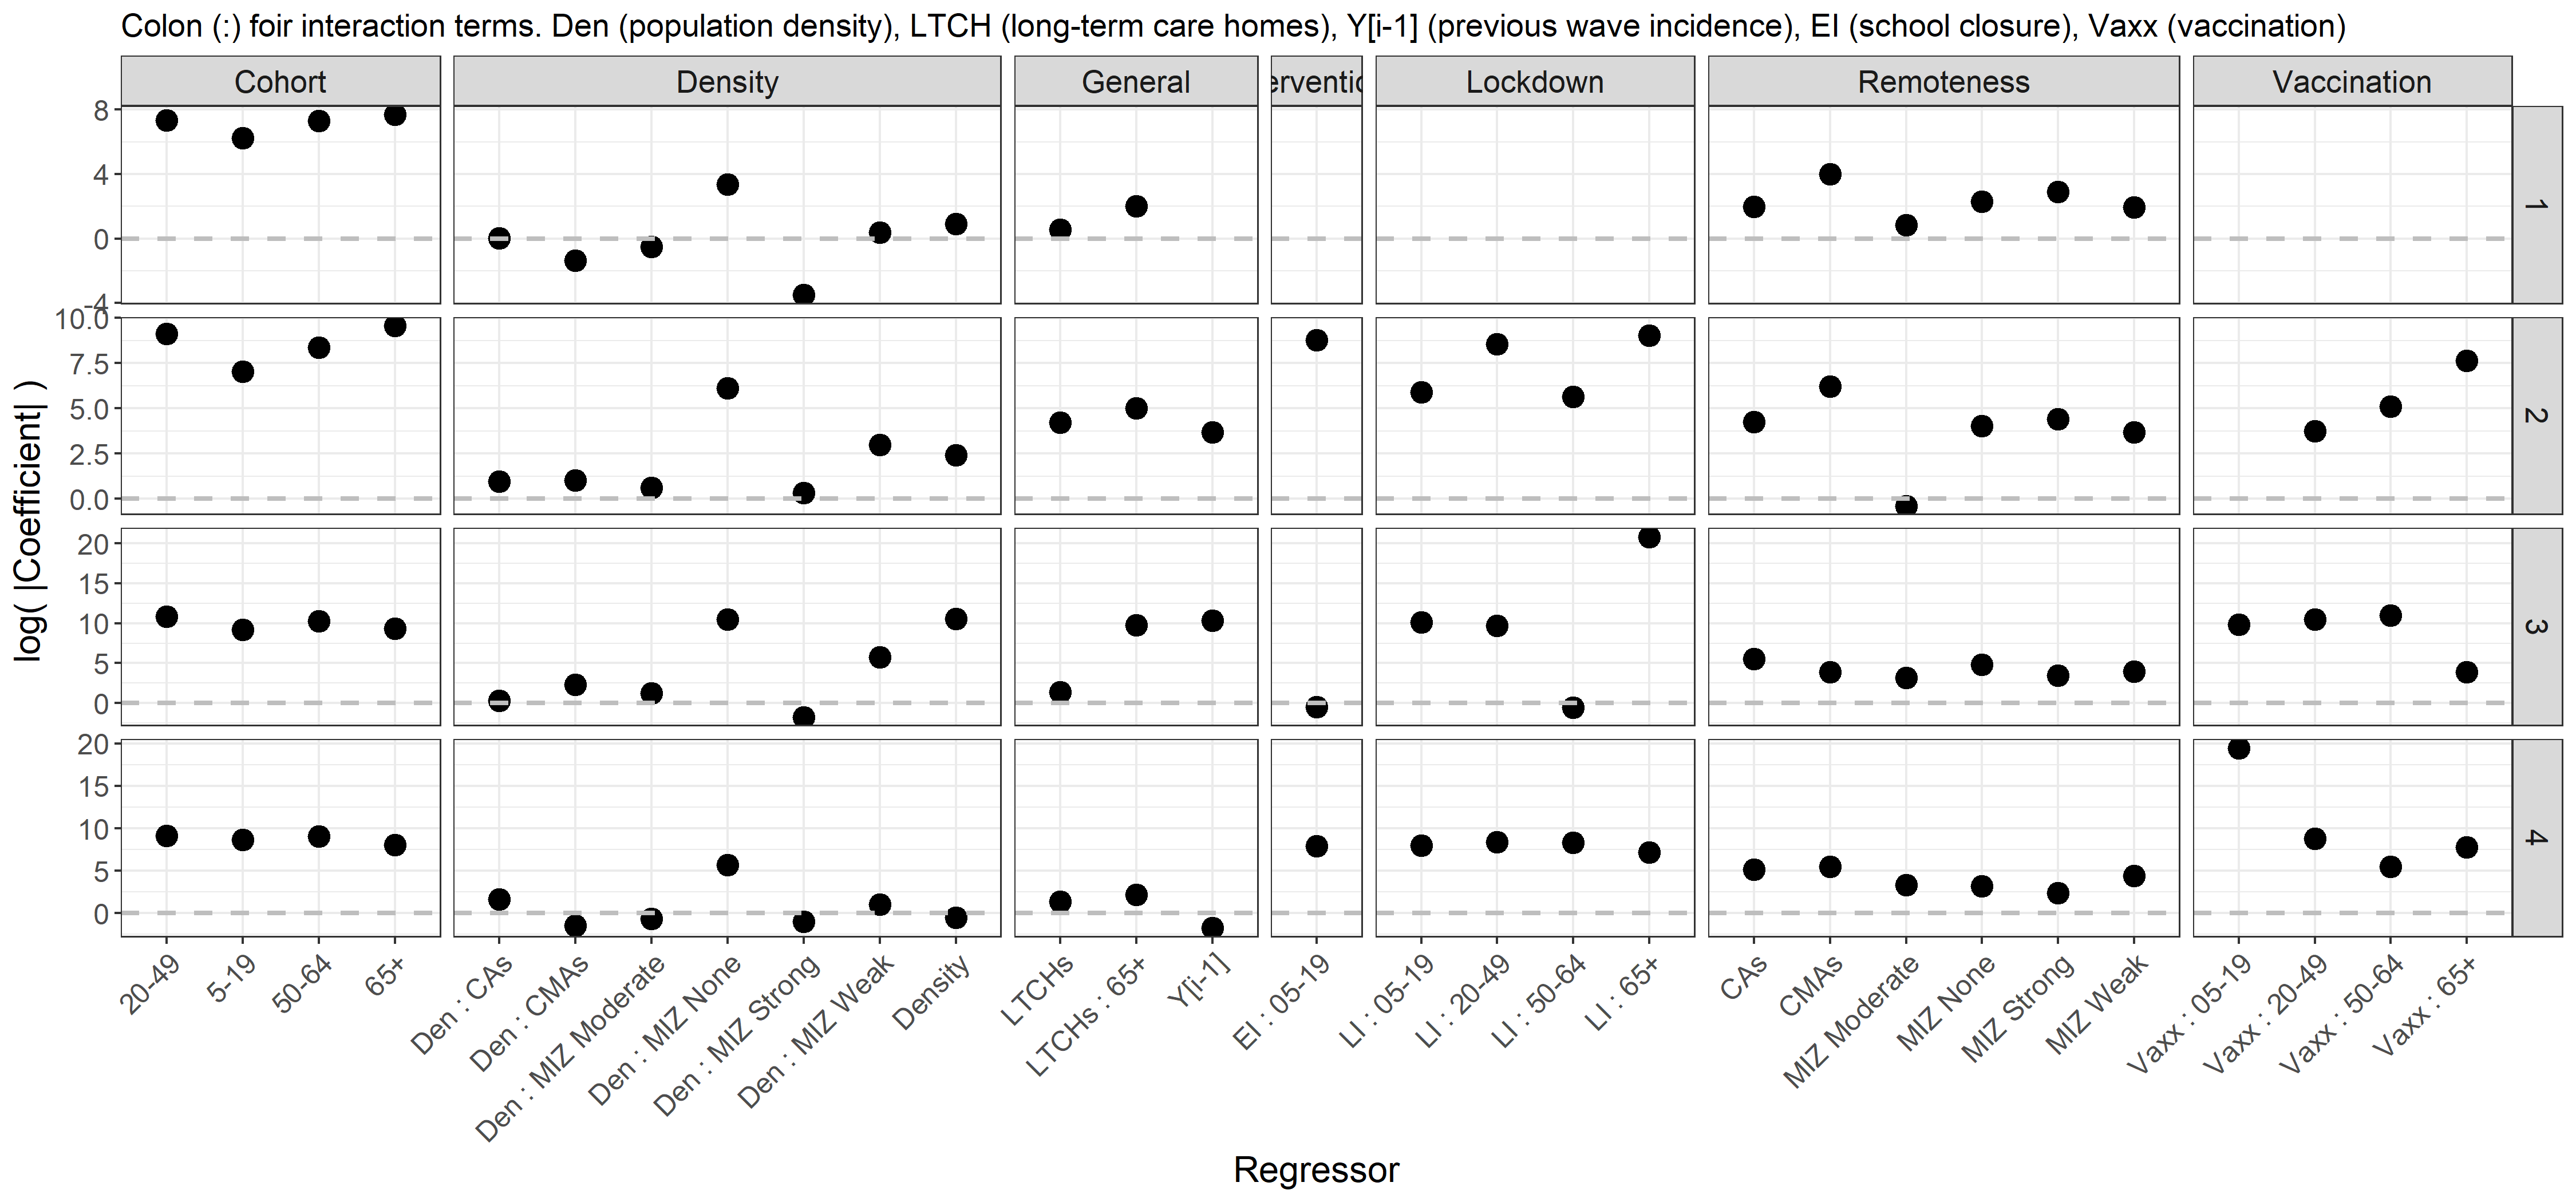 Colon (:) foir interaction terms. Den (population density), LTCH (long-term care homes), Y[i-1] (previous wave incidence), EI (school closure), Vaxx (vaccination)
Cohort
Density
General
erventio
Lockdown
Remoteness
Vaccination
log( |Coefficient| )
8
4
0
-4
1
10.0
7.5
5.0
2.5
0.0
2
20
15
10
5
0
3
20
15
10
5
0
4
20-49
5-19
50-64
65+
Den : CAs
Den : CMAs
Den : MIZ Moderate
Den : MIZ None
Den : MIZ Strong
Den : MIZ Weak
Density
LTCHs
LTCHs : 65+
Y[i-1]
EI : 05-19
LI : 05-19
LI : 20-49
LI : 50-64
LI : 65+
CAs
CMAs
MIZ Moderate
MIZ None
MIZ Strong
MIZ Weak
Vaxx : 05-19
Vaxx : 20-49
Vaxx : 50-64
Vaxx : 65+
Regressor